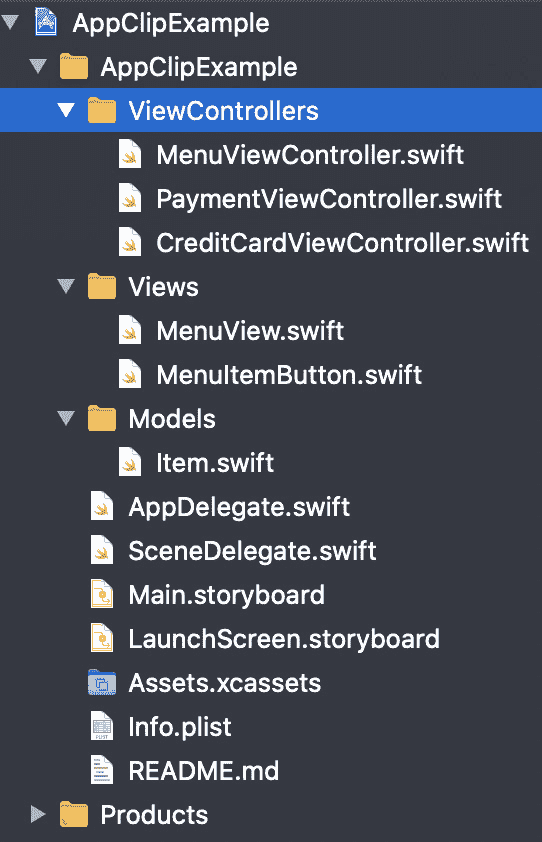 AppClipExample
AppClipExample
ViewControllers
MenuViewController.swift
PaymentViewController.swift
CreditCardViewController.swift
Views
MenuView.swift
MenuItemButton.swift
Models
Item.swift
AppDelegate.swift
SceneDelegate.swift
Main.storyboard
LaunchScreen.storyboard
Assets.xcassets
Info.plist
README.md
Products